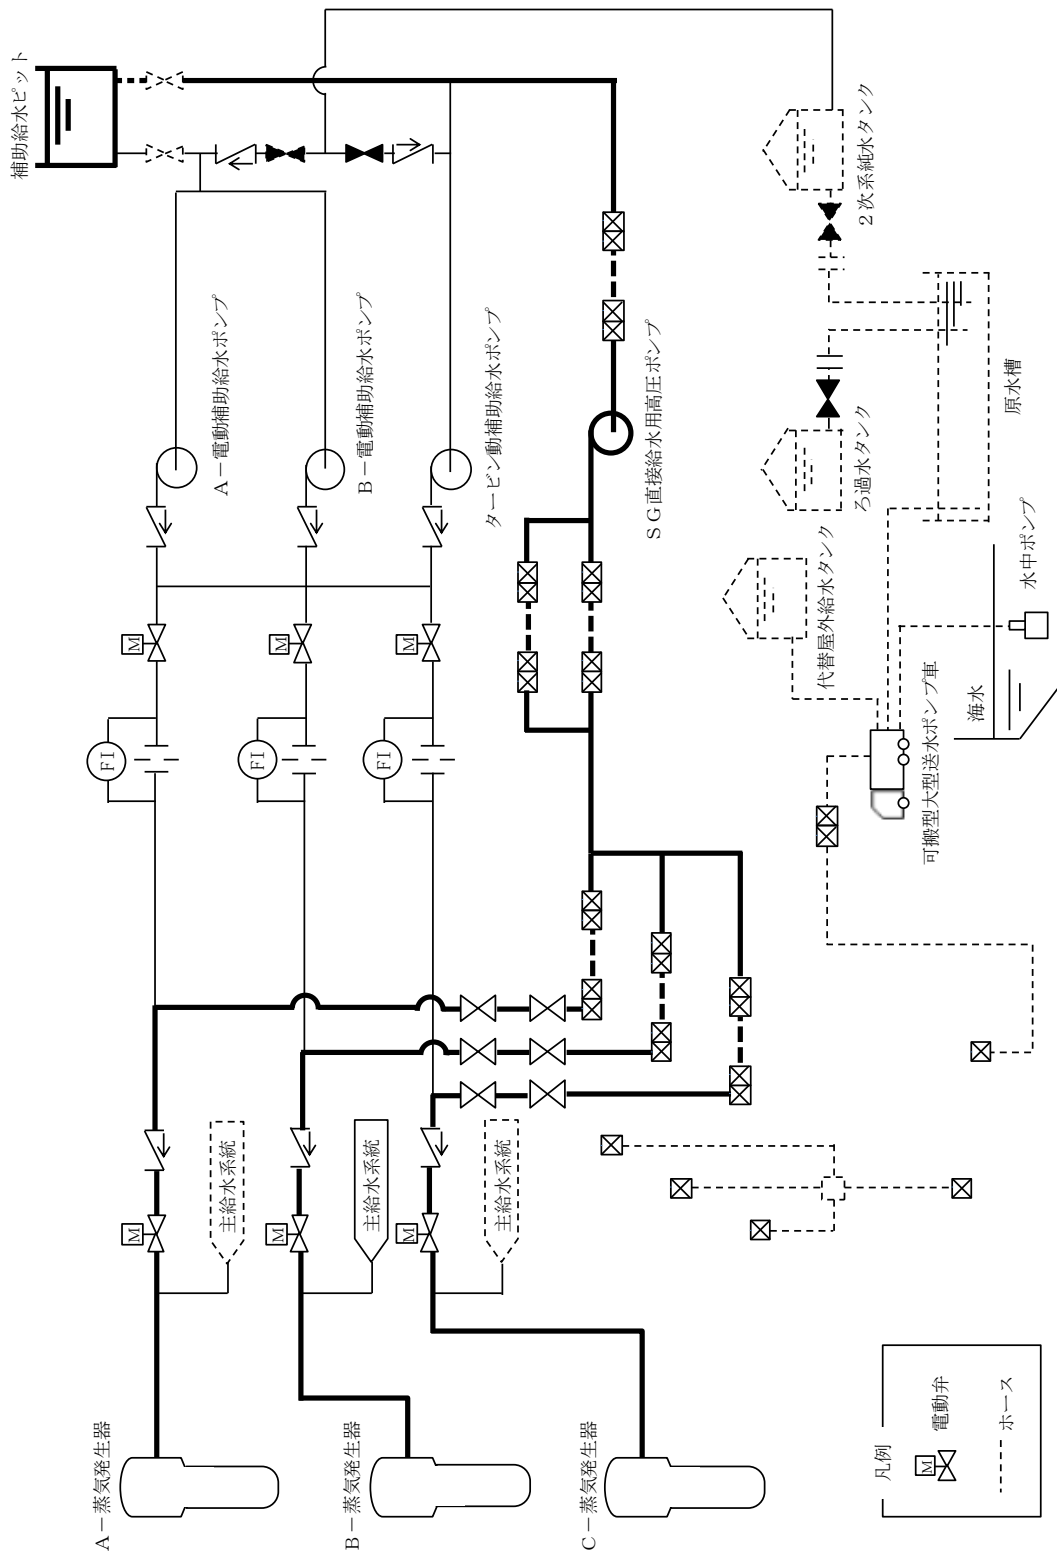 A－蒸気発生器
B－蒸気発生器
C－蒸気発生器
主給水系統
主給水系統
主給水系統
M
M
M
FI
FI
FI
M
M
M
A－電動補助給水ポンプ
B－電動補助給水ポンプ
タービン動補助給水ポンプ
SG直接給水用高圧ポンプ
補助給水ピット
2次系純水タンク
ろ過水タンク
代替屋外給水タンク
原水槽
可搬型大型送水ポンプ車
海水
水中ポンプ
凡例
M
電動弁
ホース